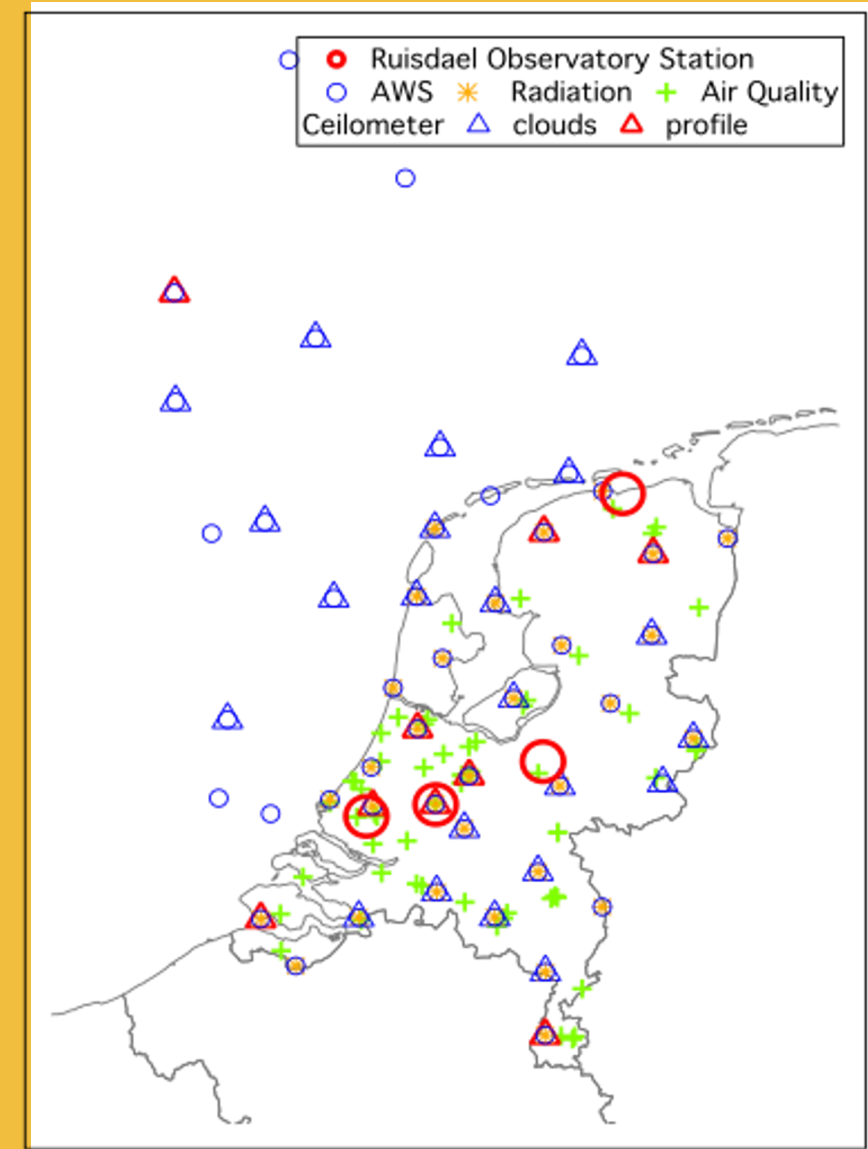 Ruisdael Observatory Station
AWS Radiation Air Quality
Ceilometer clouds profile